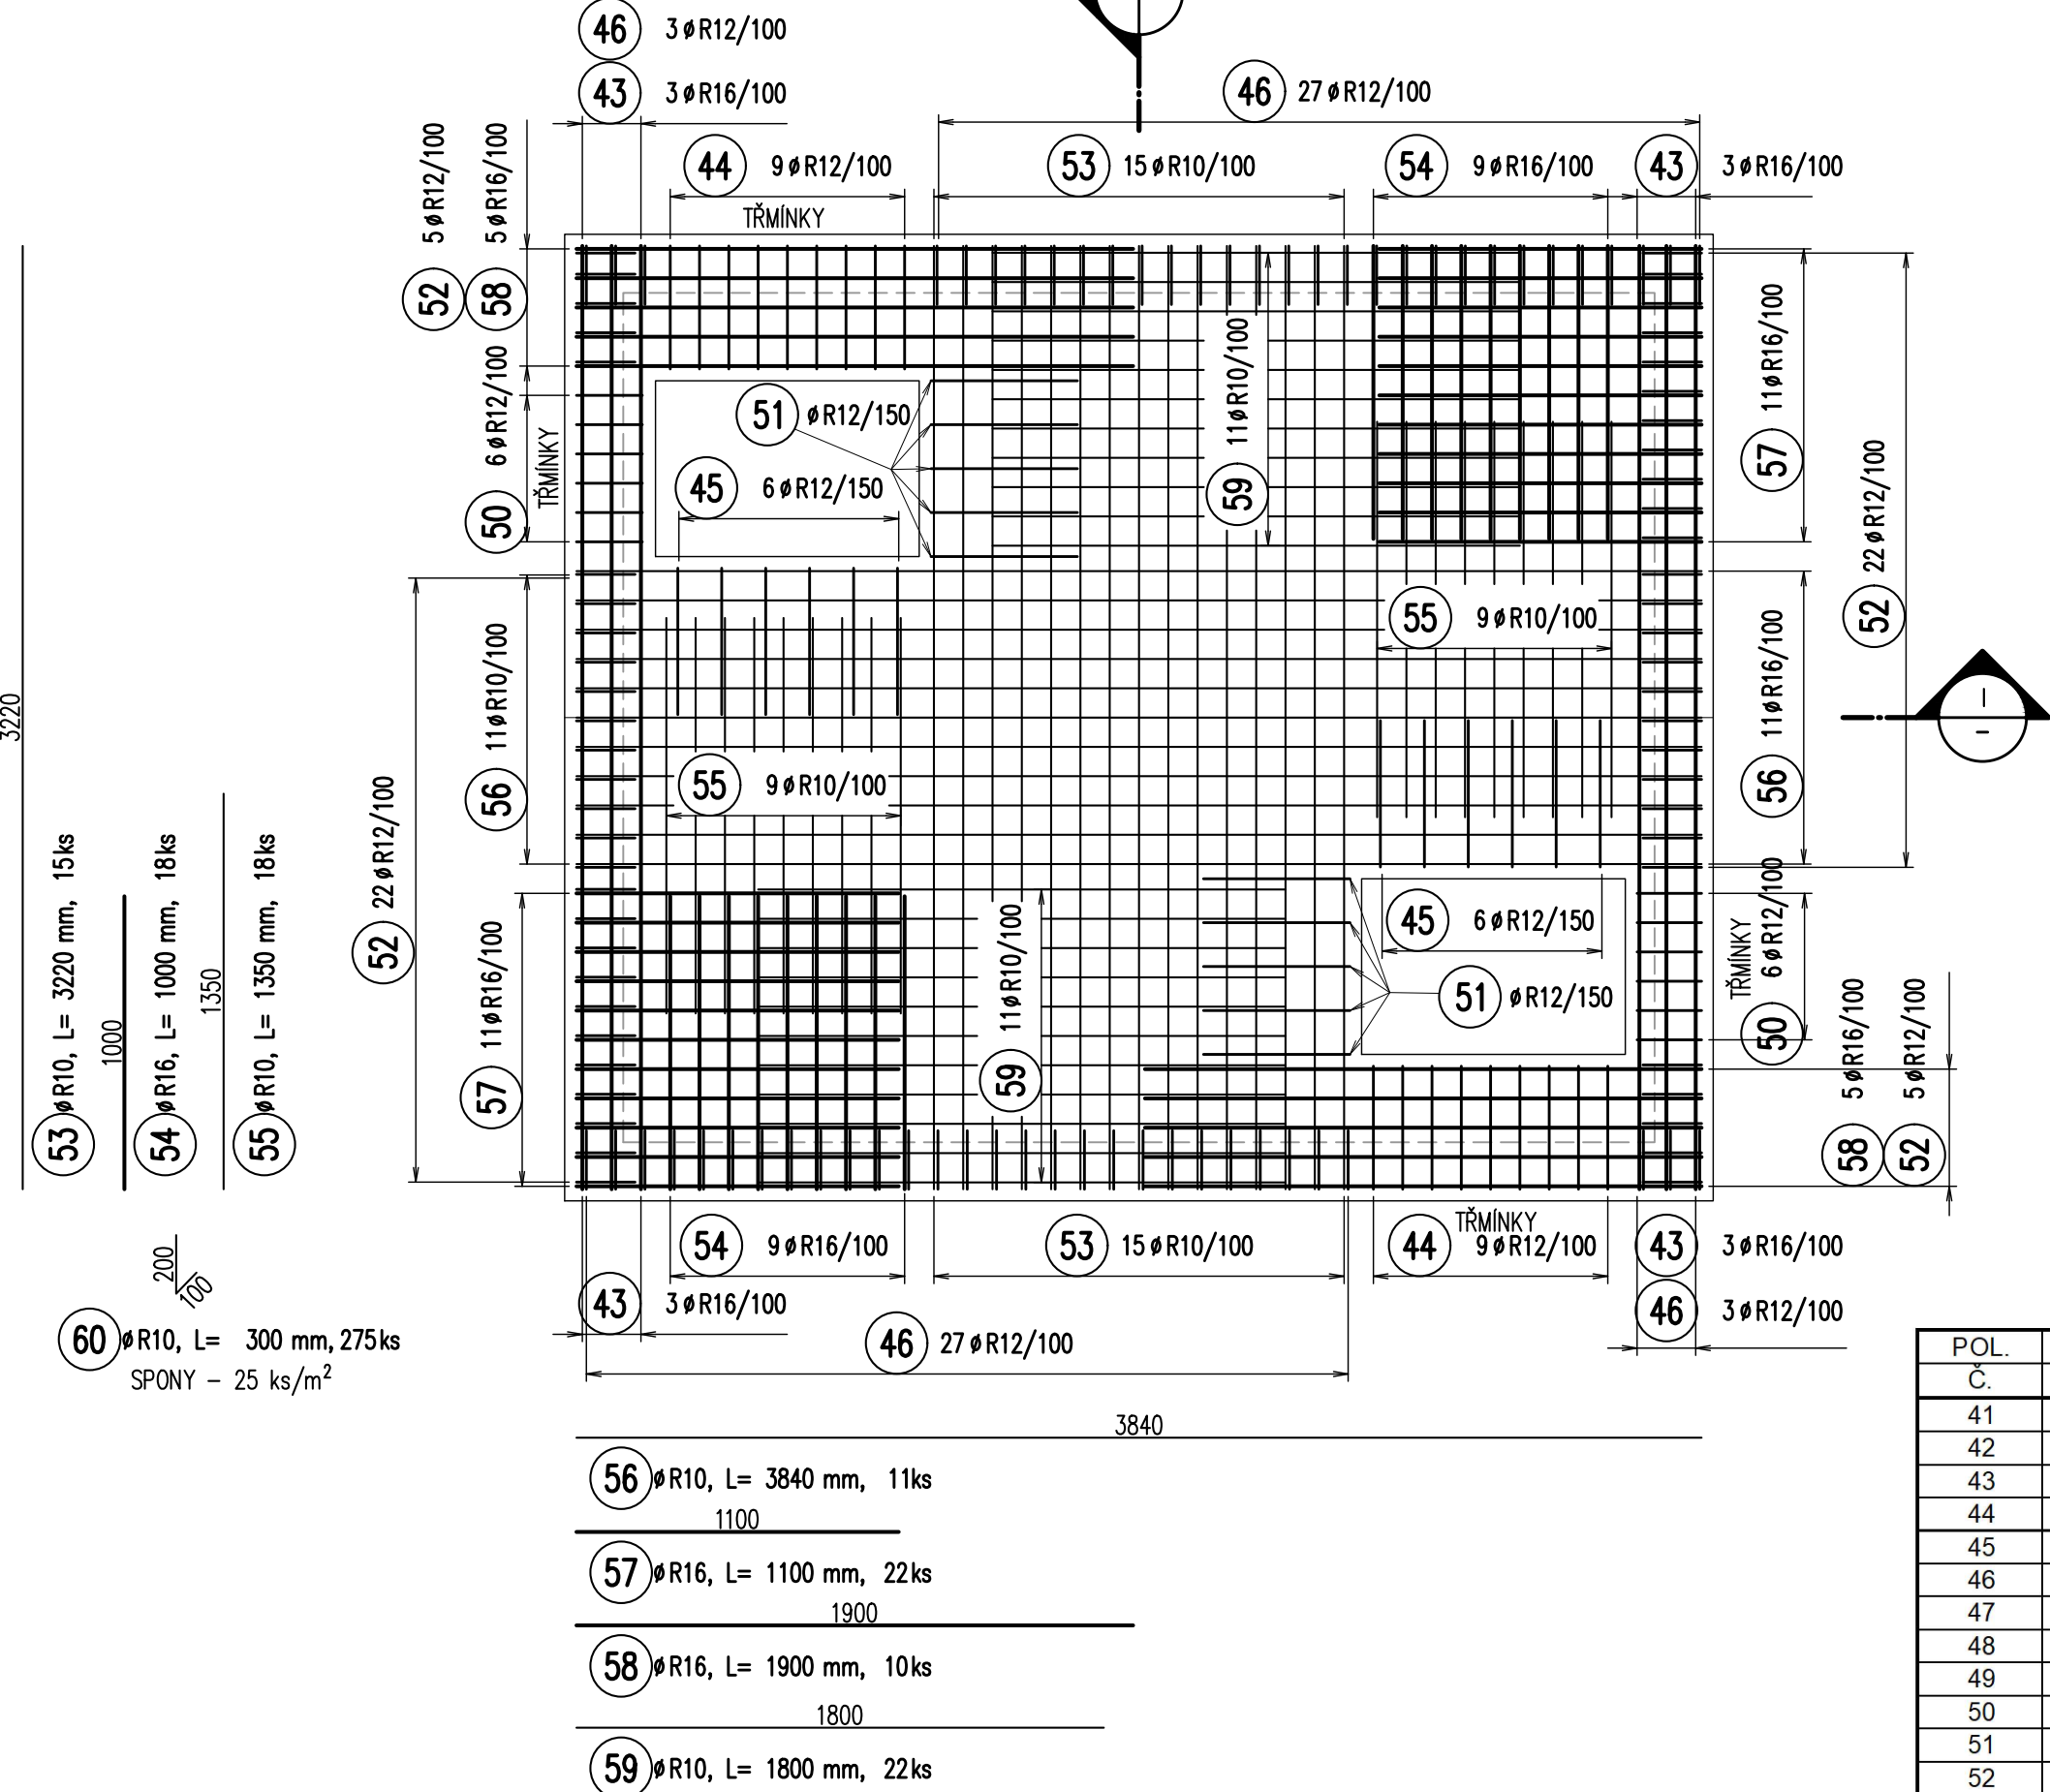 46 3øR12/100
43 3øR16/100
46 27øR12/100
44 9øR12/100
53 15øR10/100
54 9øR16/100
43 3øR16/100
TŘMÍNKY
52 5øR12/100
58 5øR16/100
50 6øR12/100
TŘMÍNKY
51 øR12/150
45 6øR12/150
59 11øR10/100
57 11øR16/100
52 22øR12/100
55 9øR10/100
56 11øR10/100
56 11øR16/100
55 9øR10/100
52 22øR12/100
57 11øR16/100
59 11øR10/100
45 6øR12/150
51 øR12/150
TŘMÍNKY
50 6øR12/100
58 5øR16/100
52 5øR12/100
3220
53 øR10, L= 3220 mm, 15ks
1000
54 øR16, L= 1000 mm, 18ks
1350
55 øR10, L= 1350 mm, 18ks
200
100
60 øR10, L= 300 mm, 275ks
SPONY – 25 ks/m²
54 9øR16/100
53 15øR10/100
TŘMÍNKY
44 9øR12/100
43 3øR16/100
43 3øR16/100
46 27øR12/100
46 3øR12/100
3840
56 øR10, L= 3840 mm, 11ks
1100
57 øR16, L= 1100 mm, 22ks
1900
58 øR16, L= 1900 mm, 10ks
1800
59 øR10, L= 1800 mm, 22ks
POL.
Č.
41
42
43
44
45
46
47
48
49
50
51
52